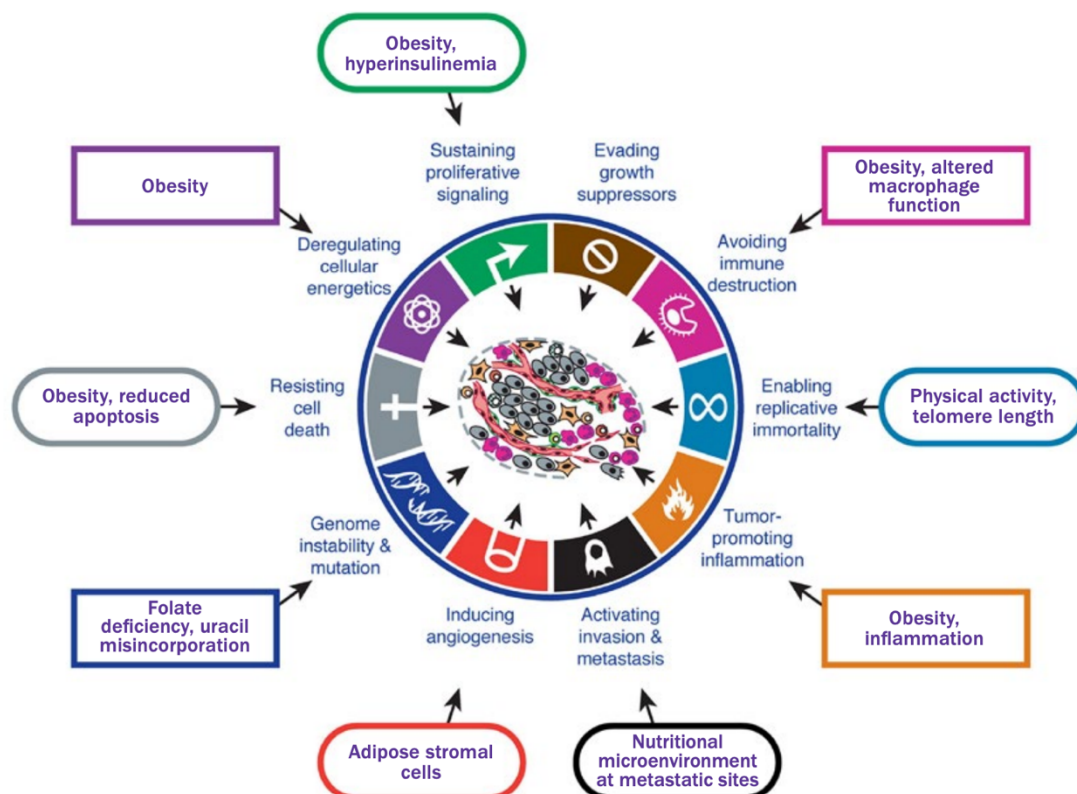 Obesity,
hyperinsulinemia
Sustaining
proliferative
signaling
Evading
growth
suppressors
Obesity
Obesity, altered
macrophage
function
Deregulating
cellular
energetics
Avoiding
immune
destruction
Obesity, reduced
apoptosis
Resisting
cell
death
Enabling
replicative
immortality
Physical activity,
telomere length
Genome
instability &
mutation
Tumor-
promoting
inflammation
Folate
deficiency, uracil
misincorporation
Inducing
angiogenesis
Activating
invasion &
metastasis
Obesity,
inflammation
Adipose stromal
cells
Nutritional
microenvironment
at metastatic sites